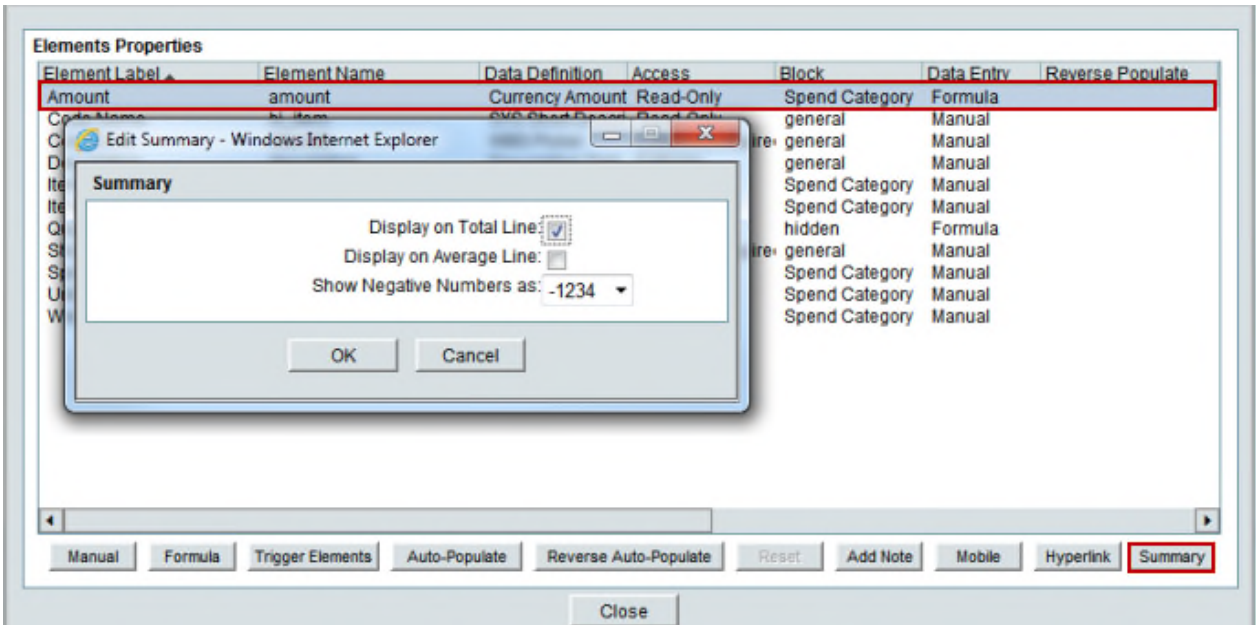 Elements Properties
Element Label Element Name Data Definition Access Block Data Entry Reverse Populate
Amount amount Currency Amount Read-Only Spend Category Formula
general Manual
general Manual
general Manual
Spend Category Manual
Spend Category Manual
hidden Formula
general Manual
Spend Category Manual
Spend Category Manual
Spend Category Manual
Edit Summary - Windows Internet Explorer
Summary
Display on Total Line:
Display on Average Line:
Show Negative Numbers as: -1234
OK Cancel
Manual Formula Trigger Elements Auto-Populate Reverse Auto-Populate Reset Add Note Mobile Hyperlink Summary
Close